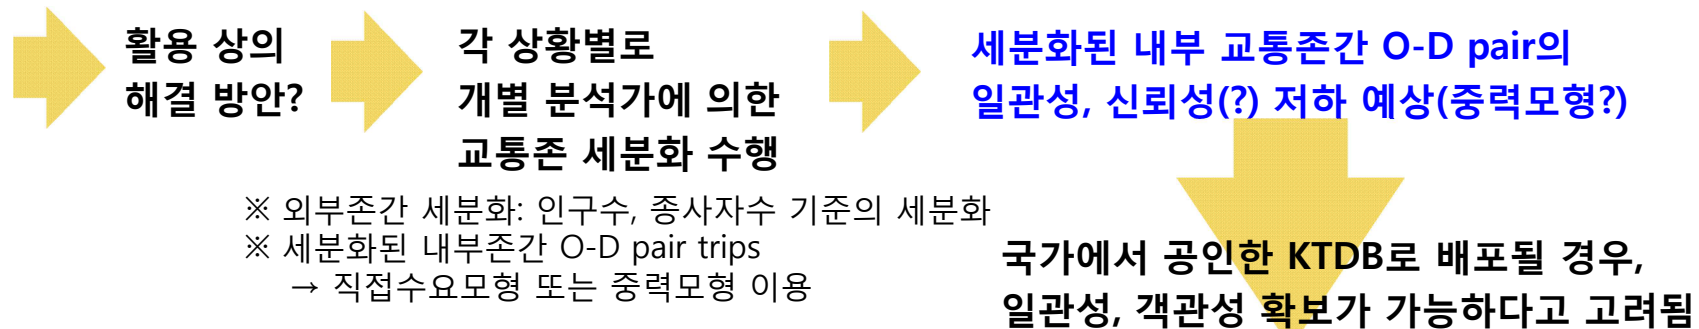 활용 상의
해결 방안?
각 상황별로
개별 분석가에 의한
교통존 세분화 수행
세분화된 내부 교통존간 O-D pair의
일관성, 신뢰성(?) 저하 예상(중력모형?)
※ 외부존간 세분화: 인구수, 종사자수 기준의 세분화
※ 세분화된 내부존간 O-D pair trips
→ 직접수요모형 또는 중력모형 이용
국가에서 공인한 KTDB로 배포될 경우,
일관성, 객관성 확보가 가능하다고 고려됨